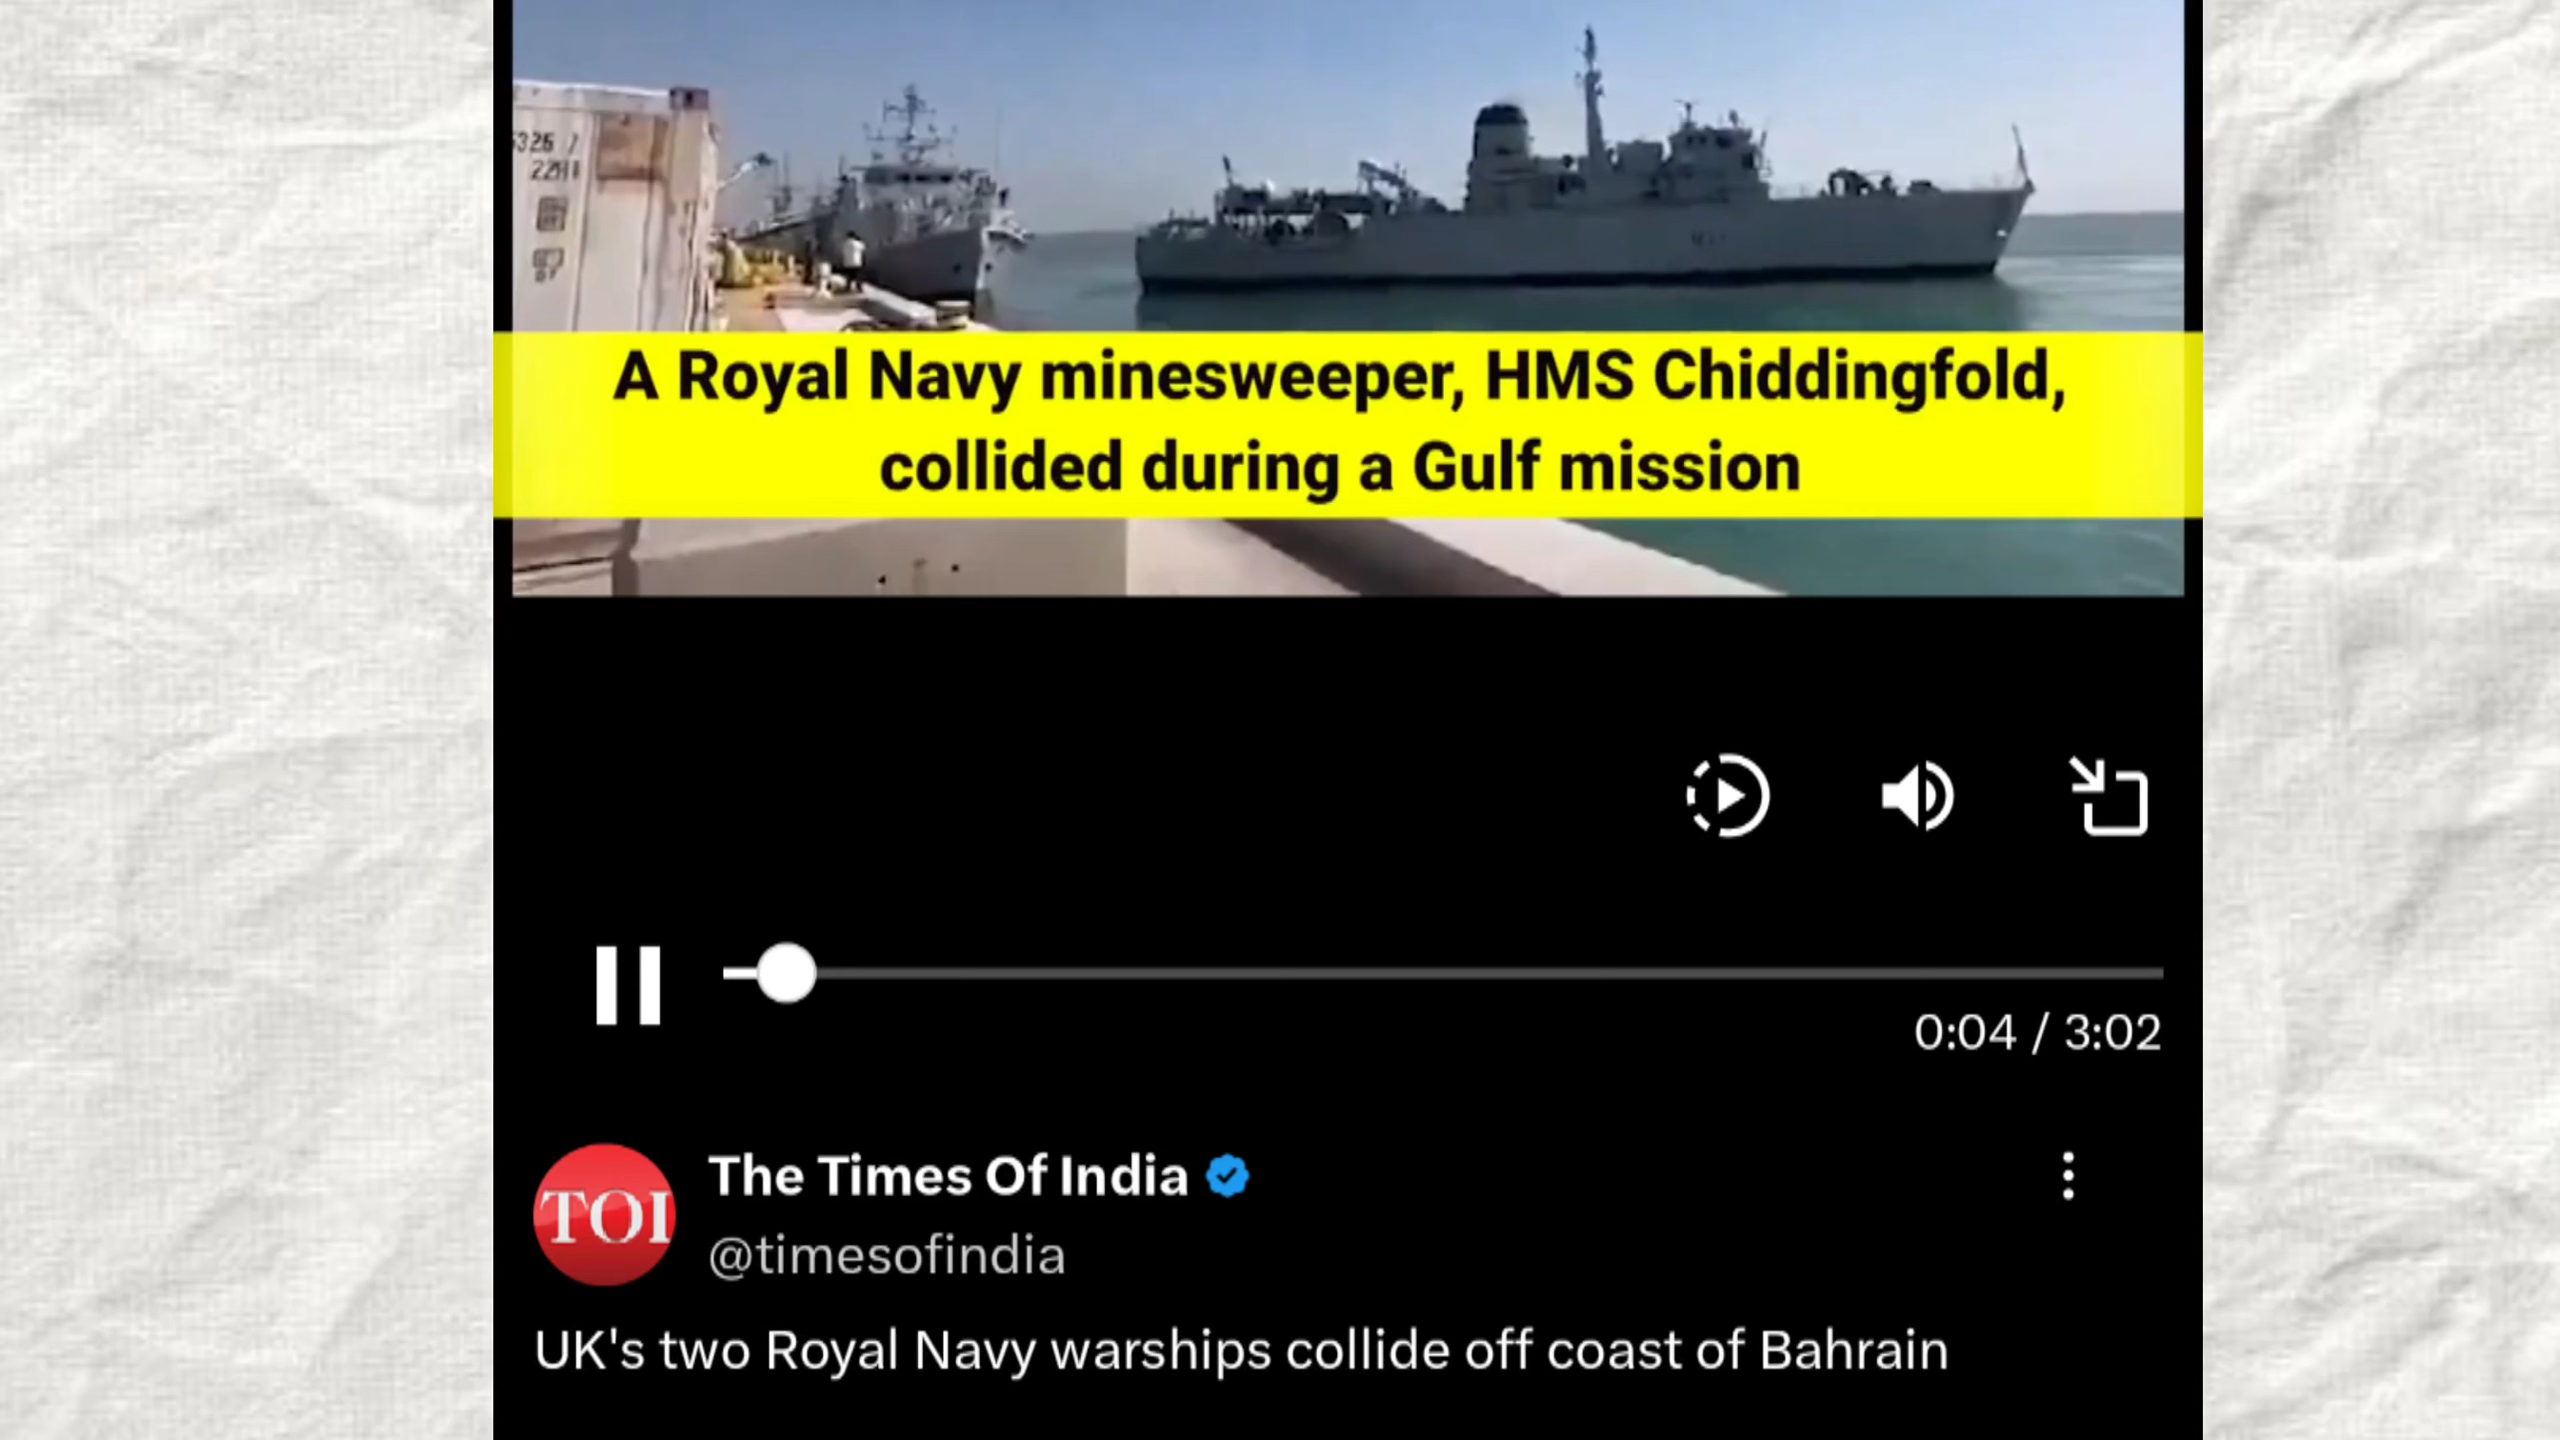 A Royal Navy minesweeper, HMS Chiddingfold,
collided during a Gulf mission
0:04 / 3:02
TOI
The Times Of India
@timesofindia
UK's two Royal Navy warships collide off coast of Bahrain